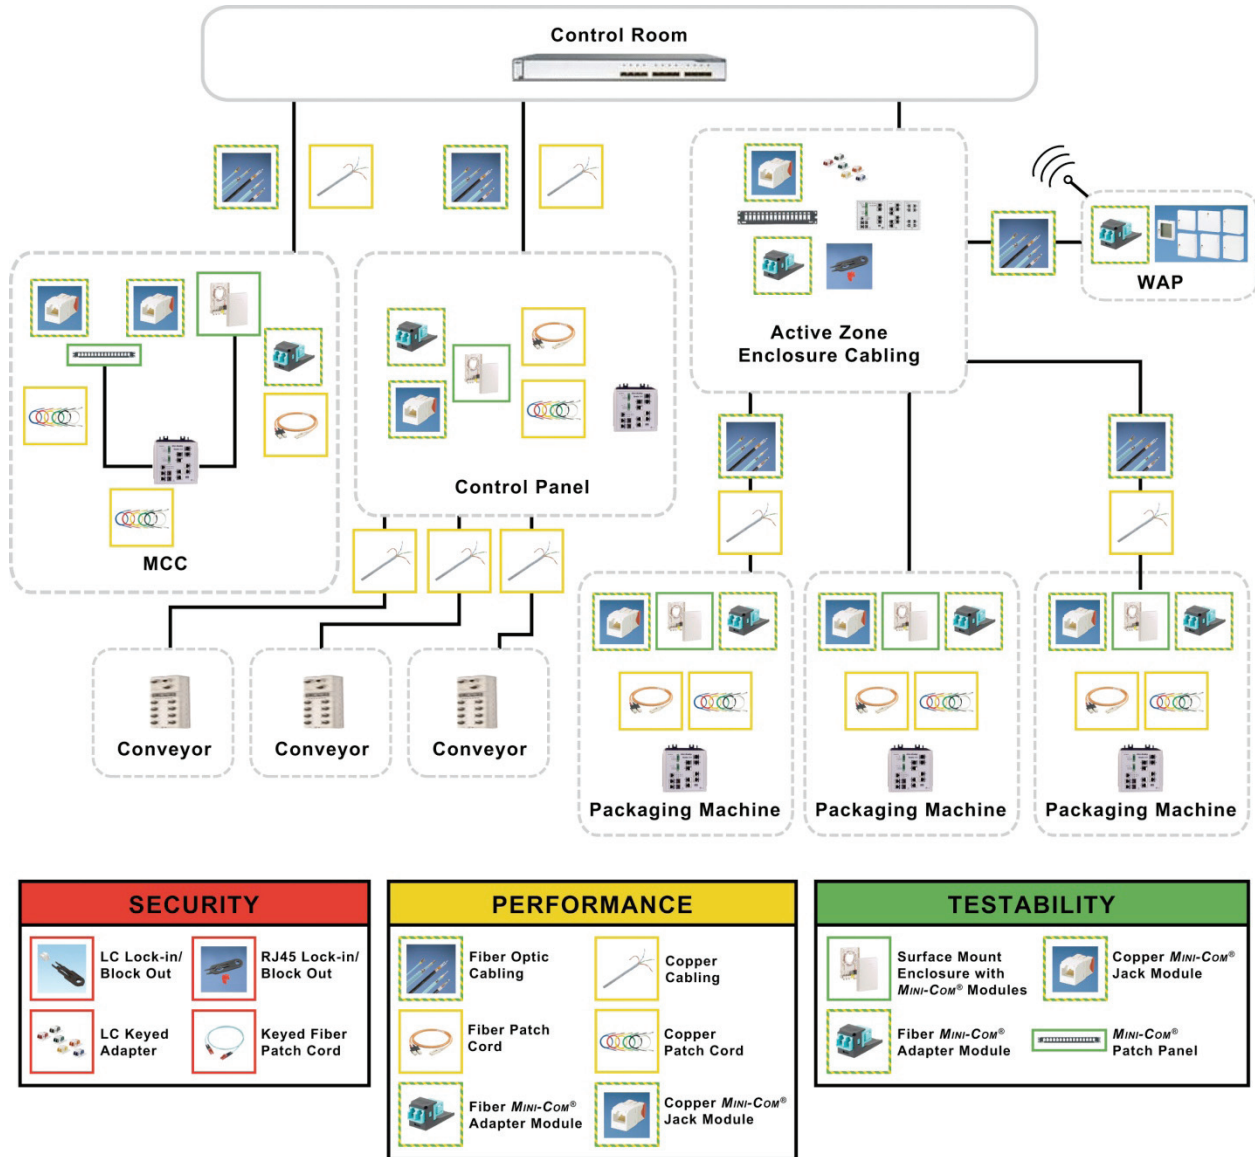 Control Room
WAP
Active Zone
Enclosure Cabling
Control Panel
MCC
Conveyor
Conveyor
Conveyor
Packaging Machine
Packaging Machine
Packaging Machine
SECURITY
LC Lock-in/
Block Out
RJ45 Lock-in/
Block Out
LC Keyed
Adapter
Keyed Fiber
Patch Cord
PERFORMANCE
Fiber Optic
Cabling
Copper
Cabling
Fiber Patch
Cord
Copper
Patch Cord
Fiber MINI-COM®
Adapter Module
Copper MINI-COM®
Jack Module
TESTABILITY
Surface Mount
Enclosure with
MINI-COM® Modules
Copper MINI-COM®
Jack Module
Fiber MINI-COM®
Adapter Module
MINI-COM®
Patch Panel